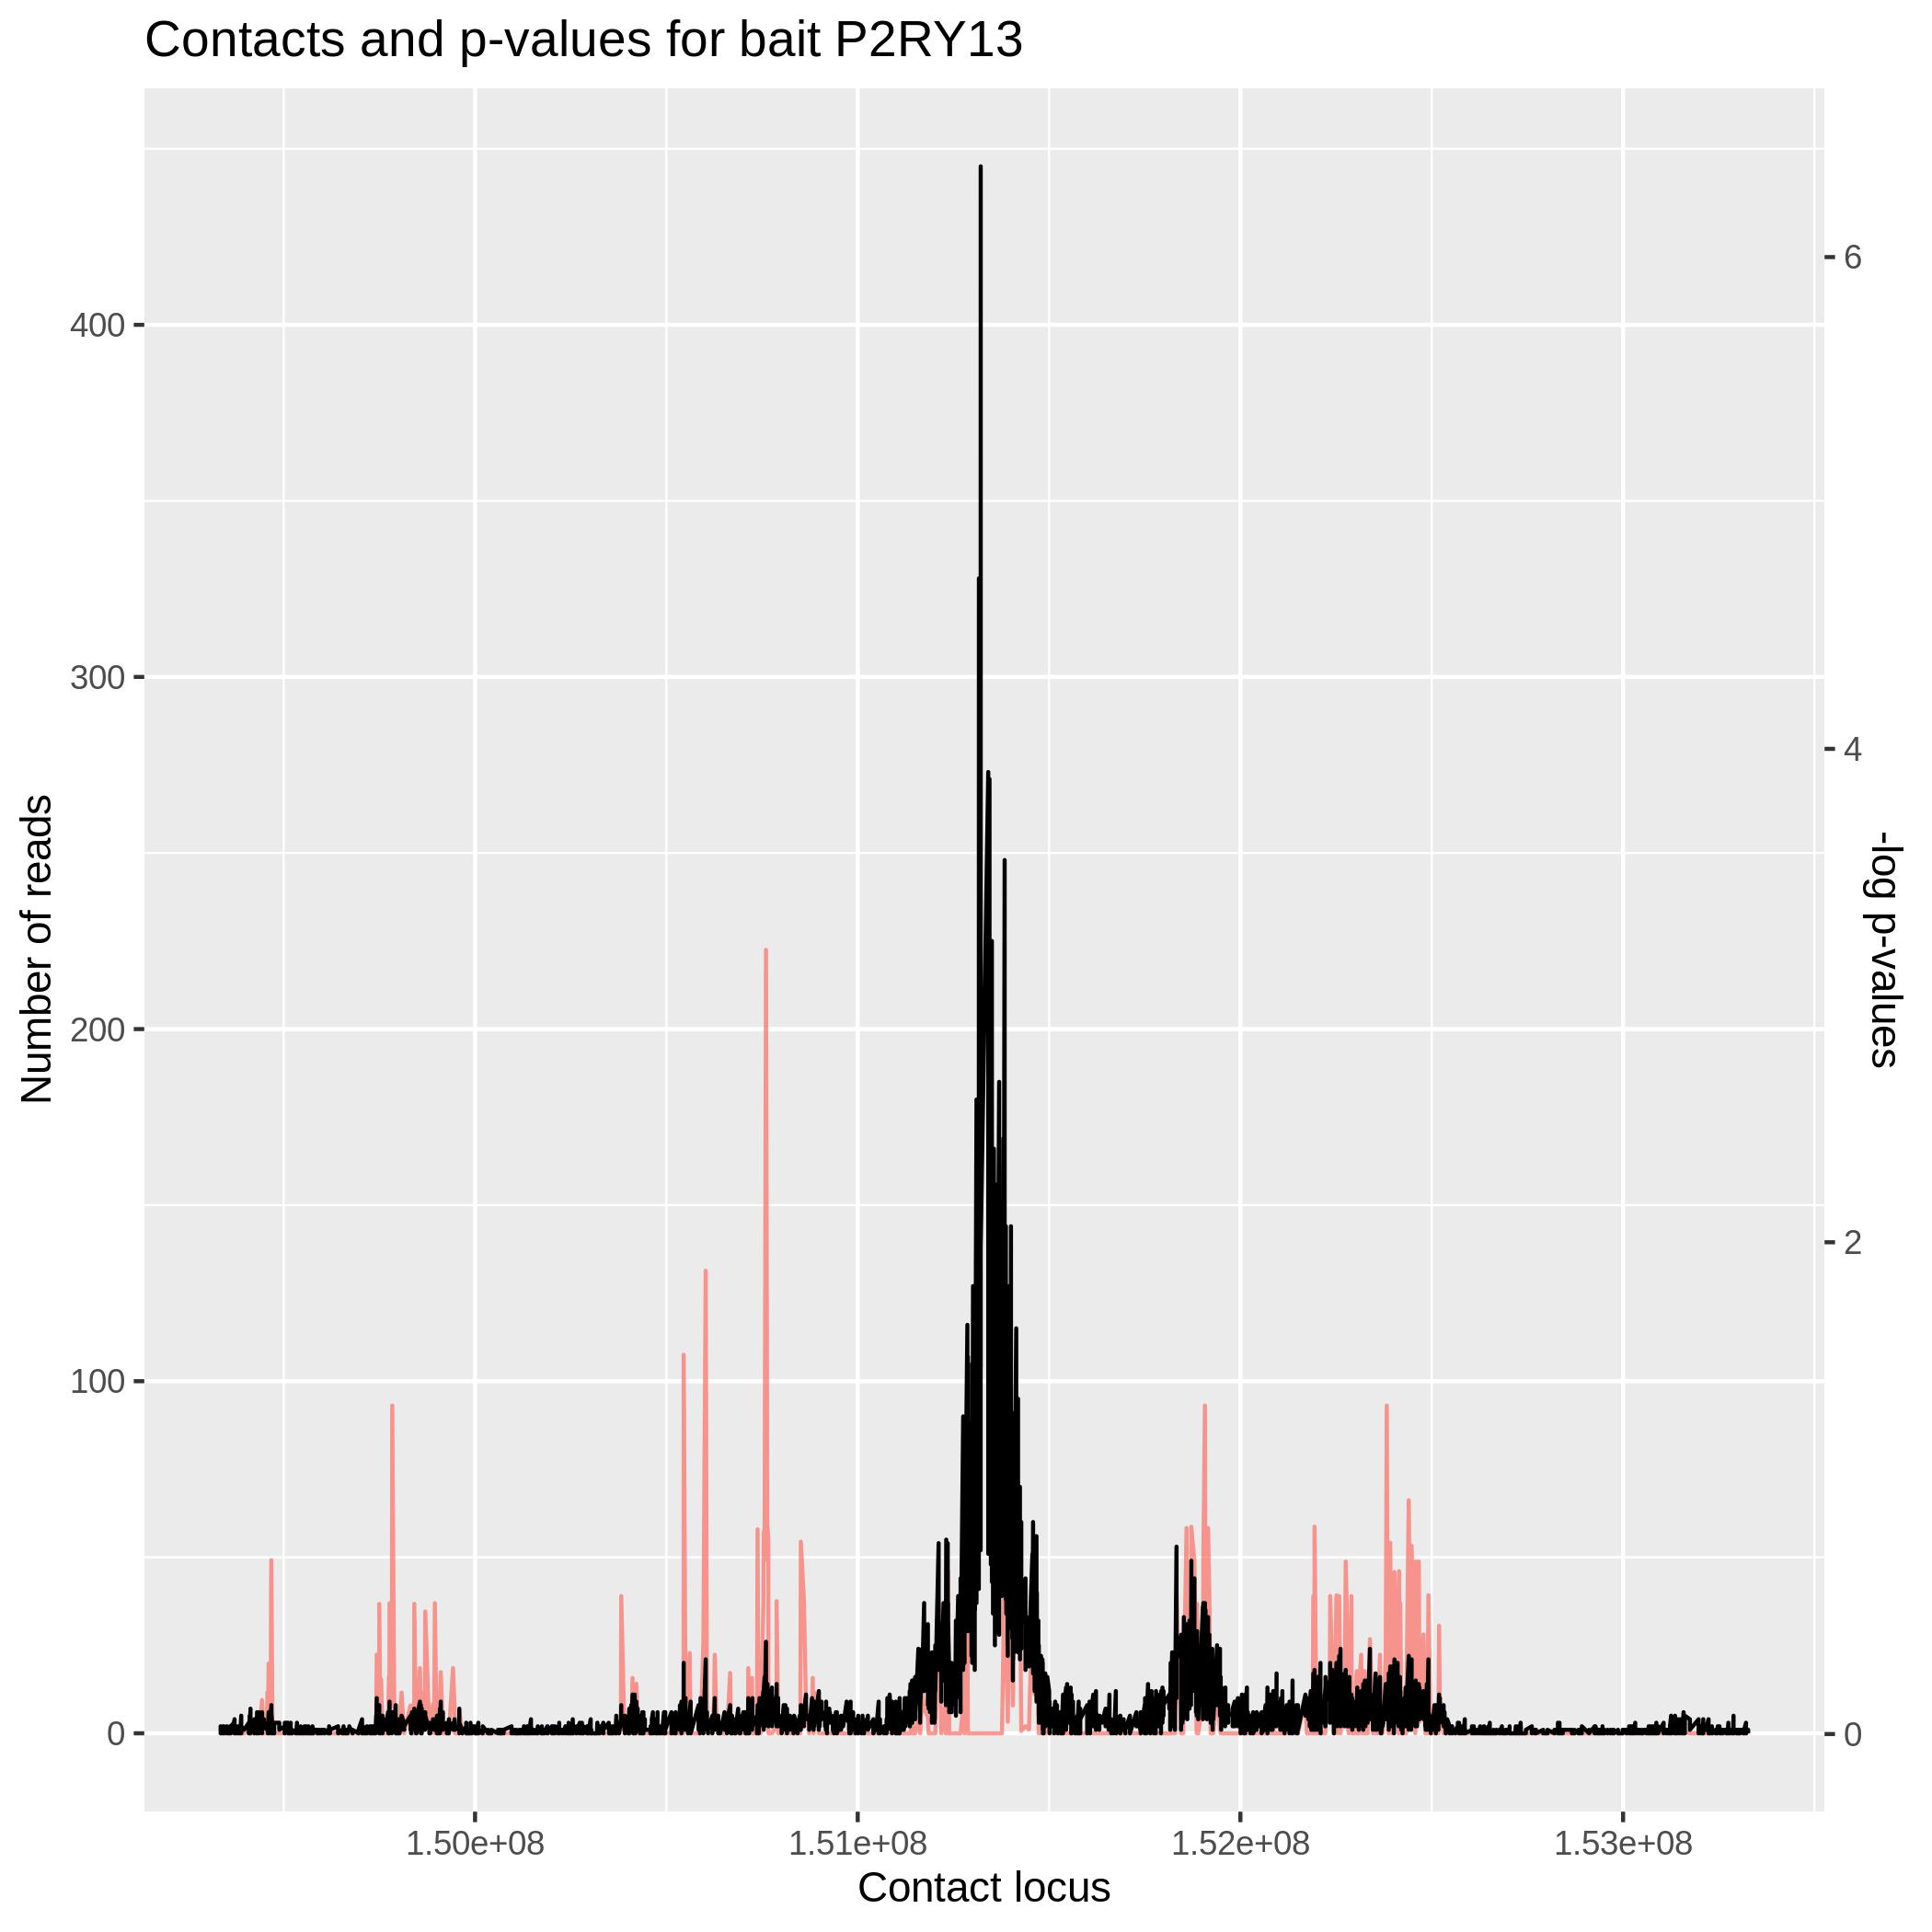 Contacts and p-values for bait P2RY13
Number of reads
400
300
200
100
0
6
4
2
0
-log p-values
1.50e+08
1.51e+08
1.52e+08
1.53e+08
Contact locus